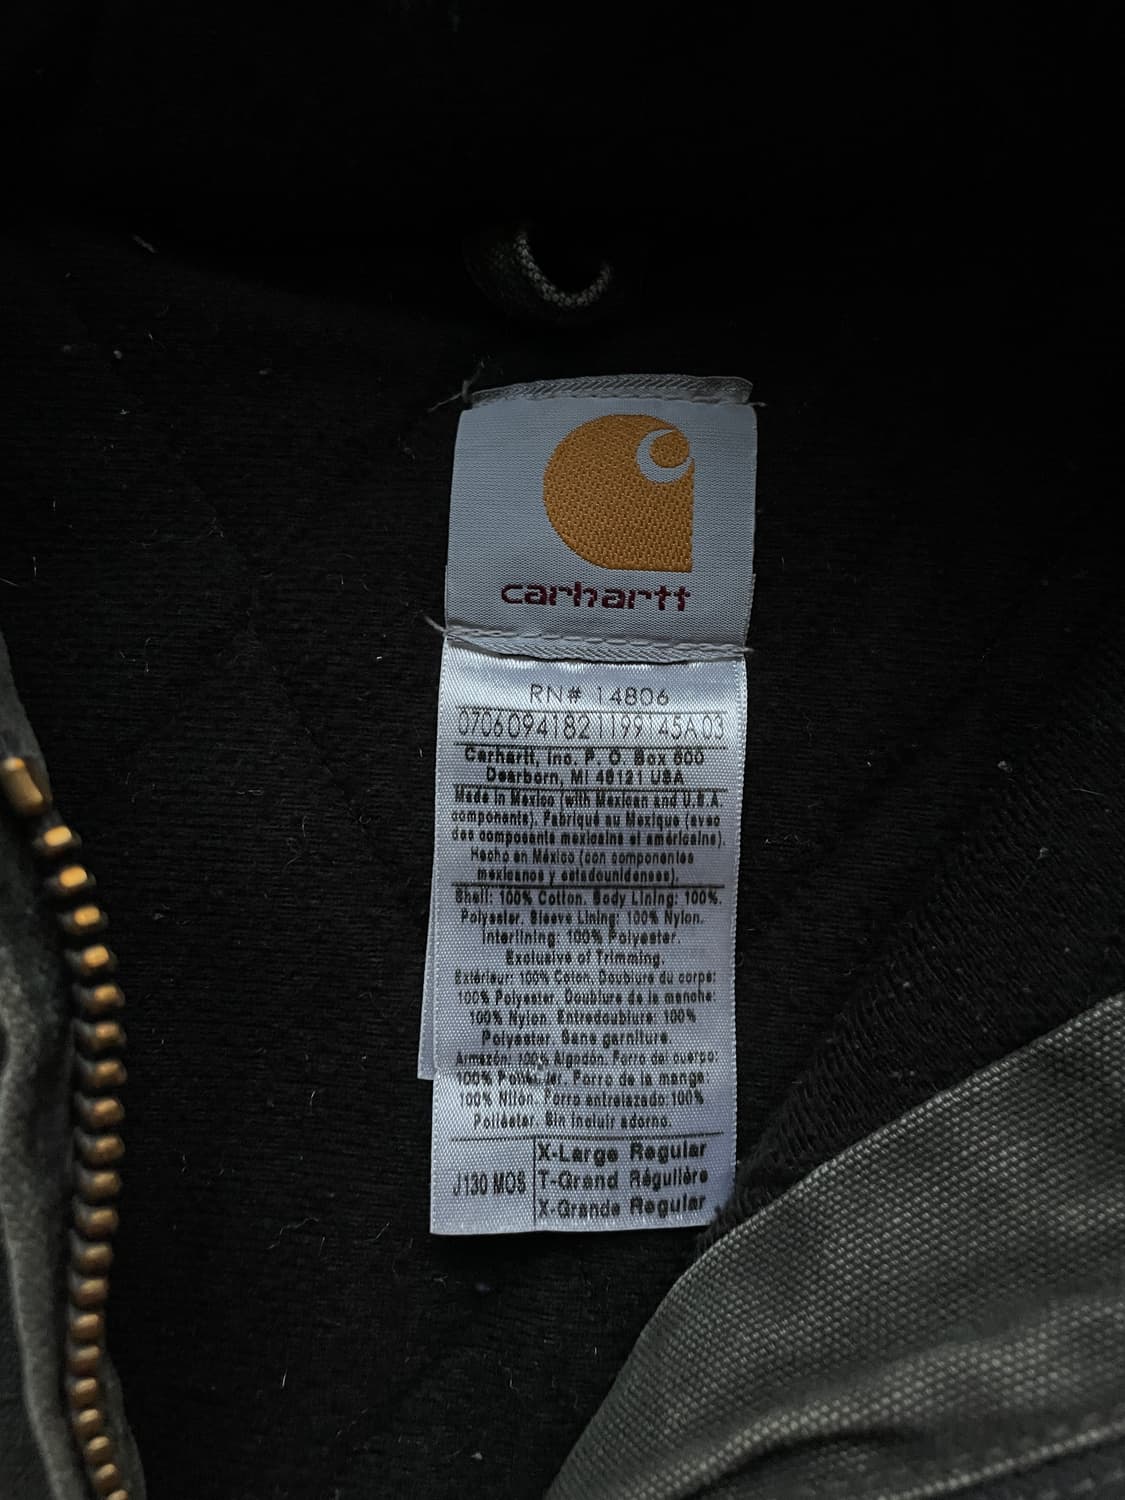 carhartt
RN# 14806
0706094182119945A03
Carhartt, Inc, P. O. Box 600
Dearborn, MI 48121 USA
Made in Mexico (with Mexican and U.S.A.
components). Fabriqué au Mexique (avec
des composants mexicains et américains).
Hecho en México (con componentes
mexicanos y estadounidenses).
Shell: 100% Cotton. Body Lining: 100%.
Polyester. Sleeve Lining: 100% Nylon.
Interlining: 100% Polyester.
Exclusive of Trimming.
Extérieur: 100% Coton. Doublure du corps:
100% Polyester. Doublure de la manche:
100% Nylon. Entredoublure: 100%
Polyester. Sans garniture.
Armazón: 100% Algodón. Forro del cuerpo:
100% Forro de la manga
100% Nilón. Forro entrelazado:100%
Poliéster. Sin incluir adorno.
J130 MOS
X-Large Regular
T-Grand Régulière
X-Grande Regular